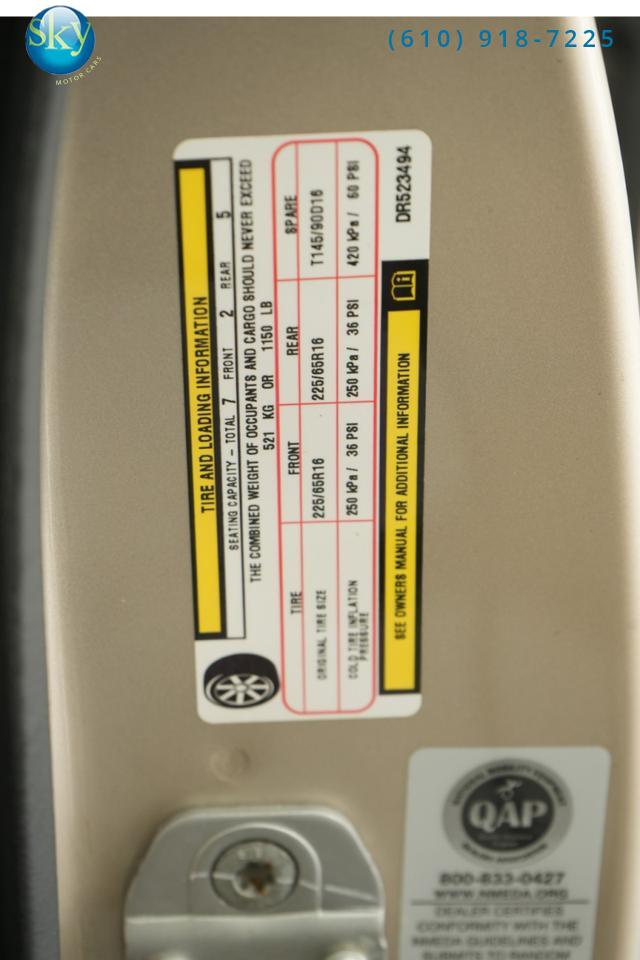 Sky
MOTOR CARS
(610) 918-7225
TIRE AND LOADING INFORMATION
SEATING CAPACITY – TOTAL 7 FRONT 2 REAR 5
THE COMBINED WEIGHT OF OCCUPANTS AND CARGO SHOULD NEVER EXCEED
521 KG OR 1150 LB
TIRE FRONT REAR SPARE
ORIGINAL TIRE SIZE 225/65R16 225/65R16 T145/90D16
COLD TIRE INFLATION PRESSURE 250 kPa / 36 PSI 250 kPa / 36 PSI 420 kPa / 60 PSI
SEE OWNERS MANUAL FOR ADDITIONAL INFORMATION
DR523494
QAP
800-833-0427
WWW.NMEDA.ORG
DEALER CERTIFIES
CONFORMITY WITH THE
NMEDA GUIDELINES AND
SUBMITS TO RANDOM